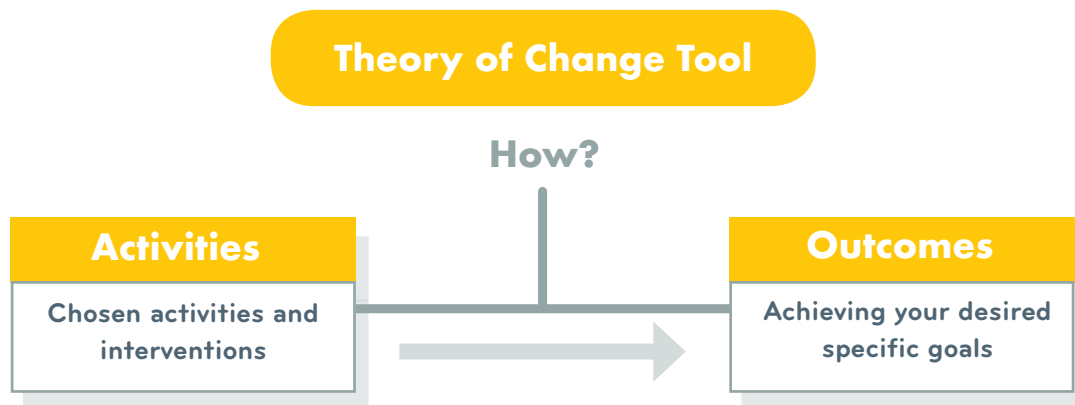 Theory of Change Tool
How?
Activities
Chosen activities and
interventions
Outcomes
Achieving your desired
specific goals